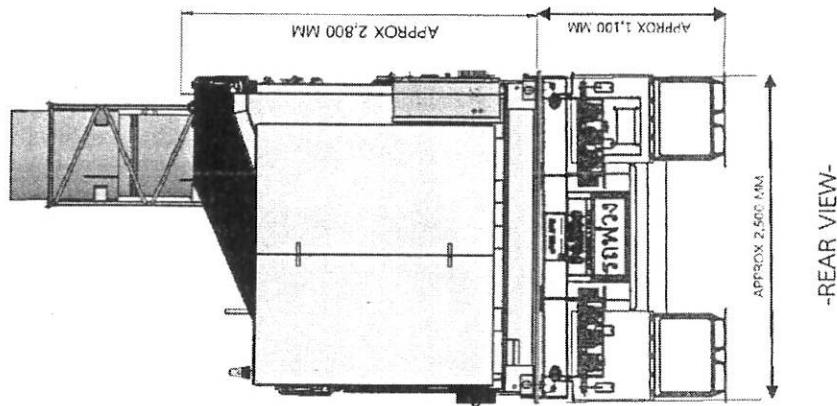 APPROX 2,800 MM
APPROX 1,100 MM
APPROX 2,500 MM
-REAR VIEW-